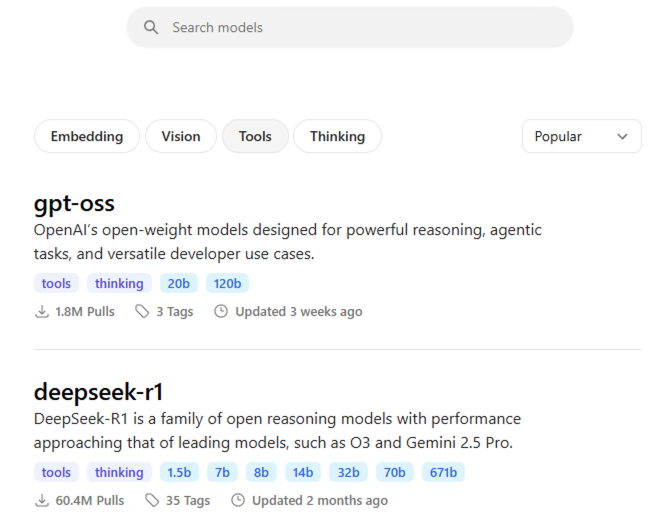 Search models
Embedding Vision Tools Thinking Popular
gpt-oss
OpenAI’s open-weight models designed for powerful reasoning, agentic
tasks, and versatile developer use cases.
tools thinking 20b 120b
1.8M Pulls 3 Tags Updated 3 weeks ago
deepseek-r1
DeepSeek-R1 is a family of open reasoning models with performance
approaching that of leading models, such as O3 and Gemini 2.5 Pro.
tools thinking 1.5b 7b 8b 14b 32b 70b 671b
60.4M Pulls 35 Tags Updated 2 months ago